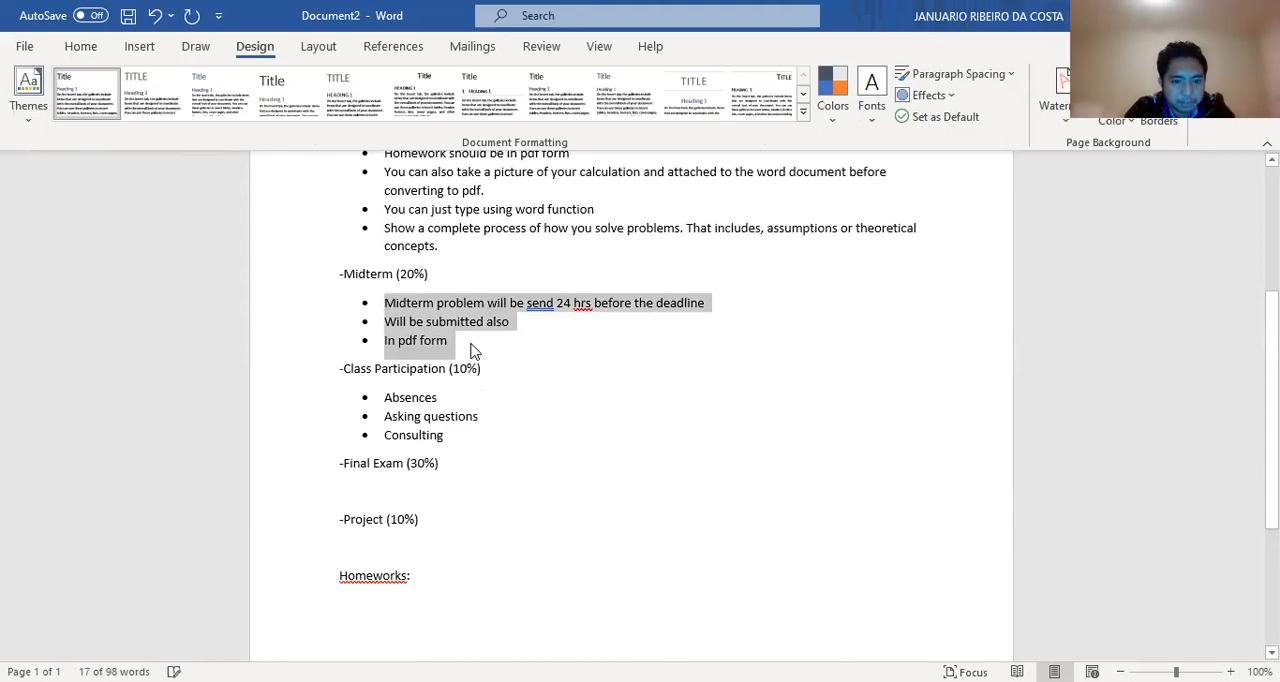 AutoSave Off Document2 - Word Search JANUARIO RIBEIRO DA COSTA
File Home Insert Draw Design Layout References Mailings Review View Help
Themes Colors Fonts Paragraph Spacing
Effects
Set as Default
Color Borders
Document Formatting Page Background
Homework should be in pdf form
• You can also take a picture of your calculation and attached to the word document before
converting to pdf.
• You can just type using word function
• Show a complete process of how you solve problems. That includes, assumptions or theoretical
concepts.
-Midterm (20%)
• Midterm problem will be send 24 hrs before the deadline
• Will be submitted also
• In pdf form
-Class Participation (10%)
• Absences
• Asking questions
• Consulting
-Final Exam (30%)
-Project (10%)
Homeworks:
Page 1 of 1 17 of 98 words Focus 100%